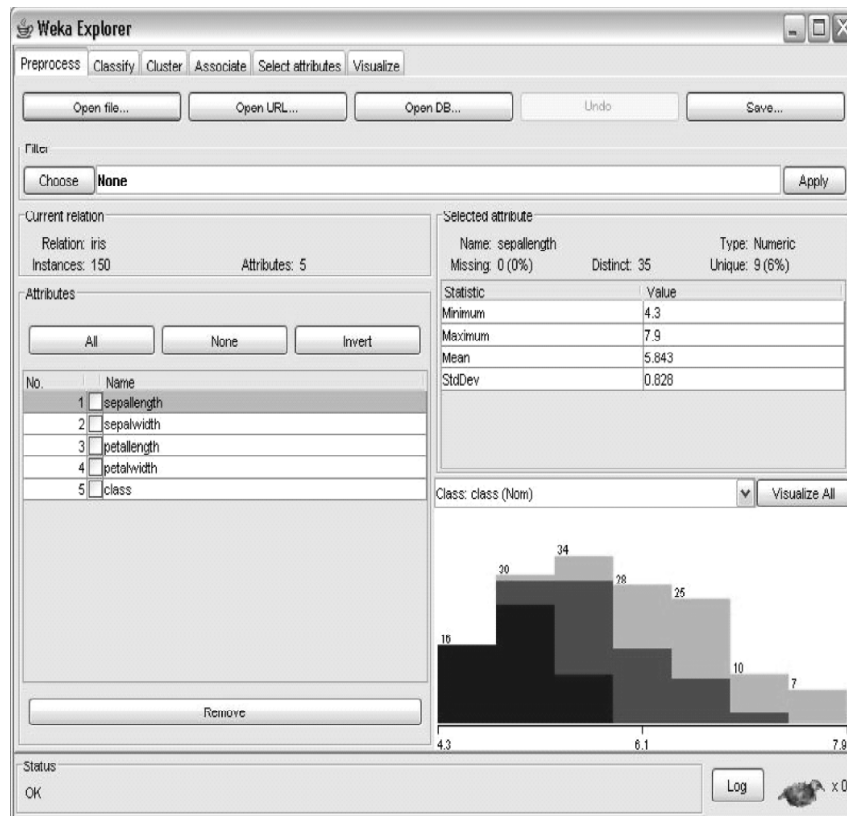 Weka Explorer
Preprocess Classify Cluster Associate Select attributes Visualize
Open file... Open URL... Open DB... Undo Save...
Filter
Choose None Apply
Current relation
Relation: iris
Instances: 150 Attributes: 5
Attributes
All None Invert
No. Name
1 sepallength
2 sepalwidth
3 petallength
4 petalwidth
5 class
Remove
Selected attribute
Name: sepallength Type: Numeric
Missing: 0 (0%) Distinct: 35 Unique: 9 (6%)
Statistic Value
Minimum 4.3
Maximum 7.9
Mean 5.843
StdDev 0.828
Class: class (Nom) Visualize All
16 30 34 28 25 10 7
4.3 6.1 7.9
Status
OK
Log x 0